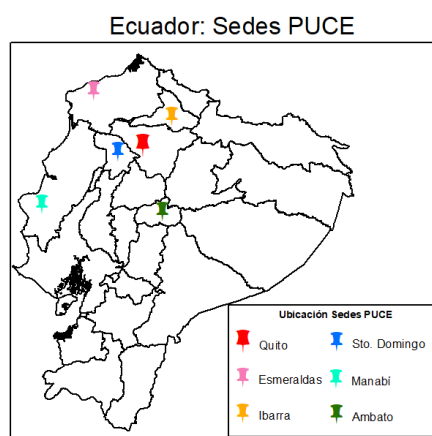 Ecuador: Sedes PUCE
Ubicación Sedes PUCE
Quito
Sto. Domingo
Esmeraldas
Manabí
Ibarra
Ambato